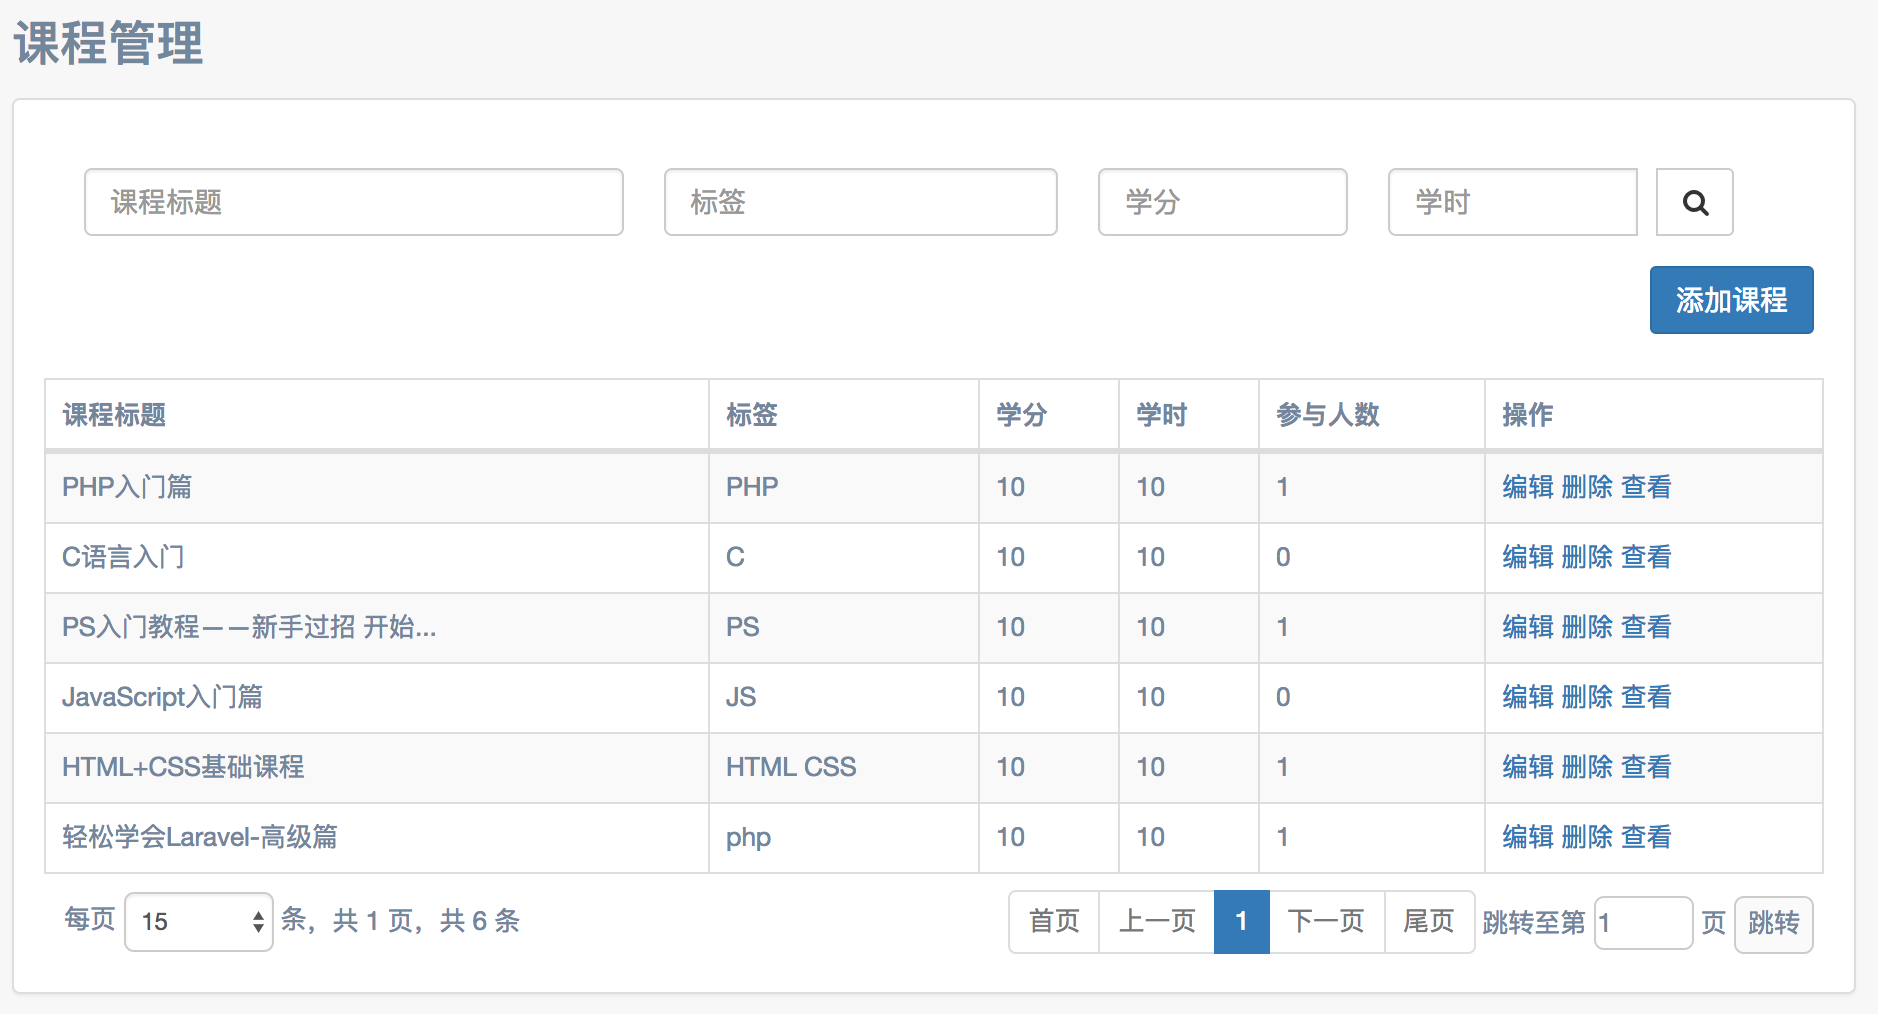 课程管理
课程标题 标签 学分 学时
添加课程
课程标题 标签 学分 学时 参与人数 操作
PHP入门篇 PHP 10 10 1 编辑 删除 查看
C语言入门 C 10 10 0 编辑 删除 查看
PS入门教程——新手过招 开始... PS 10 10 1 编辑 删除 查看
JavaScript入门篇 JS 10 10 0 编辑 删除 查看
HTML+CSS基础课程 HTML CSS 10 10 1 编辑 删除 查看
轻松学会Laravel-高级篇 php 10 10 1 编辑 删除 查看
每页 15 条，共 1 页，共 6 条 首页 上一页 1 下一页 尾页 跳转至第 1 页 跳转